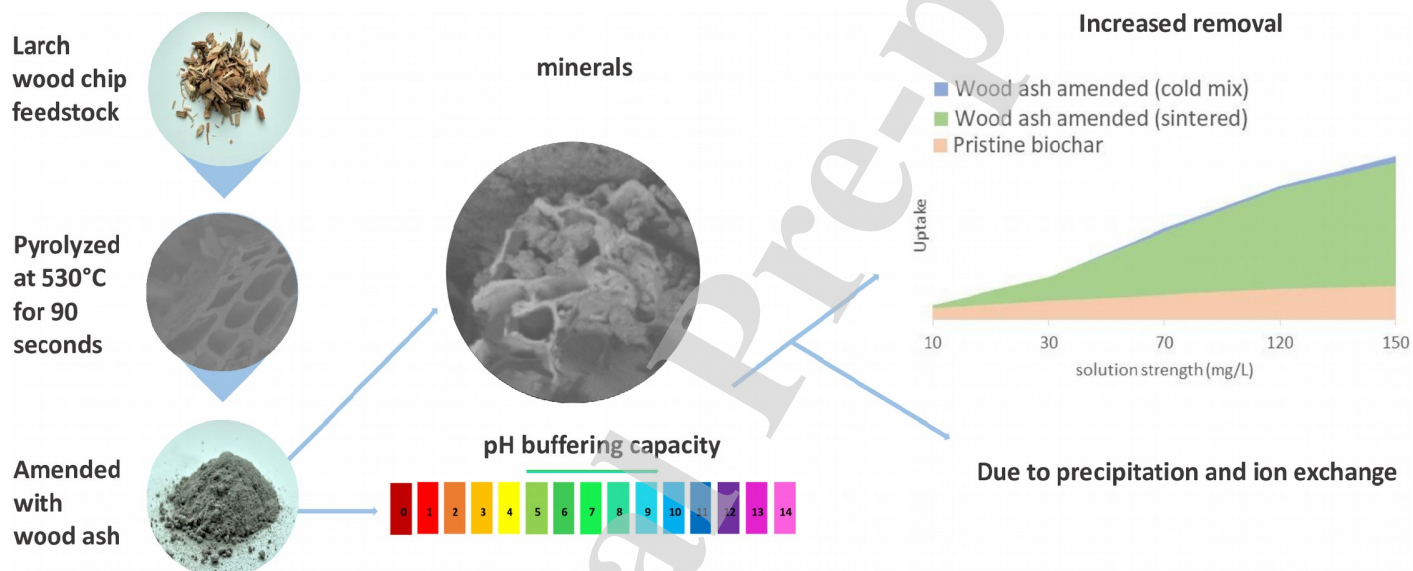 Larch
wood chip
feedstock
Pyrolyzed
at 530°C
for 90
seconds
Amended
with
wood ash
minerals
pH buffering capacity
0 1 2 3 4 5 6 7 8 9 10 11 12 13 14
Increased removal
Wood ash amended (cold mix)
Wood ash amended (sintered)
Pristine biochar
Uptake
10 30 70 120 150
solution strength (mg/L)
Due to precipitation and ion exchange
al Pre-p